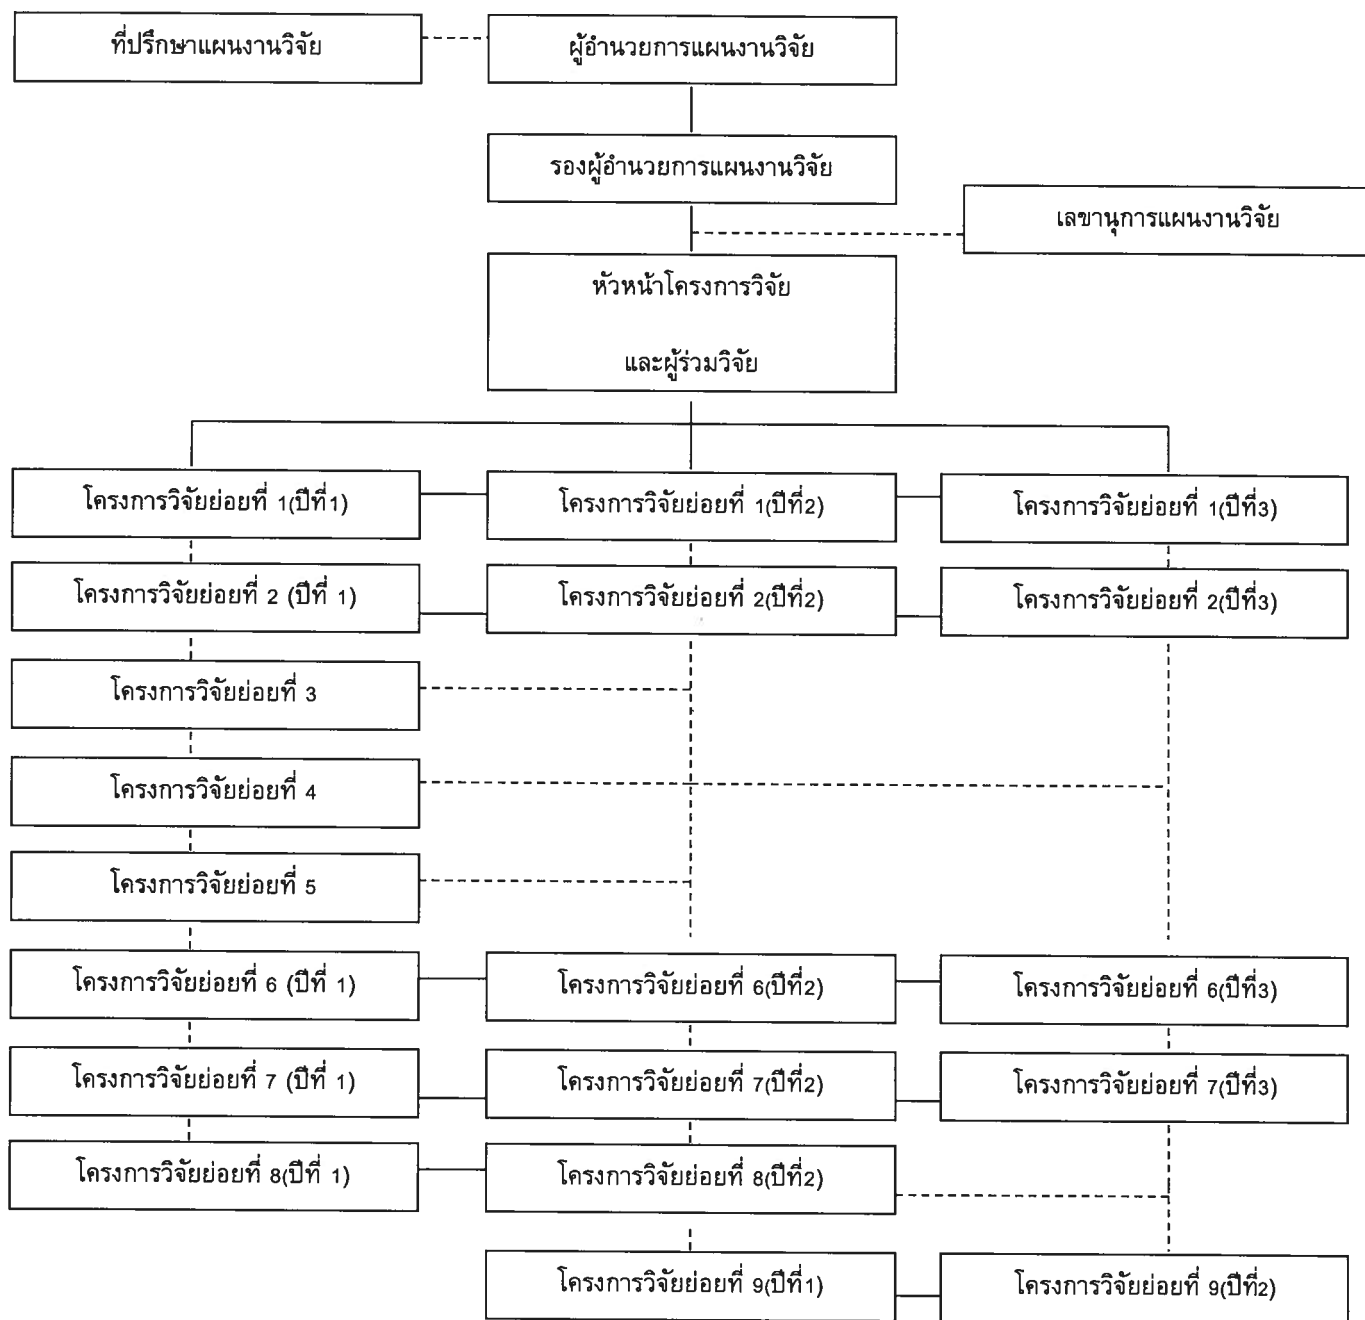 ที่ปรึกษาแผนงานวิจัย
ผู้อำนวยการแผนงานวิจัย
รองผู้อำนวยการแผนงานวิจัย
เลขานุการแผนงานวิจัย
หัวหน้าโครงการวิจัย
และผู้ร่วมวิจัย
โครงการวิจัยย่อยที่ 1(ปีที่1)
โครงการวิจัยย่อยที่ 1(ปีที่2)
โครงการวิจัยย่อยที่ 1(ปีที่3)
โครงการวิจัยย่อยที่ 2 (ปีที่ 1)
โครงการวิจัยย่อยที่ 2(ปีที่2)
โครงการวิจัยย่อยที่ 2(ปีที่3)
โครงการวิจัยย่อยที่ 3
โครงการวิจัยย่อยที่ 4
โครงการวิจัยย่อยที่ 5
โครงการวิจัยย่อยที่ 6 (ปีที่ 1)
โครงการวิจัยย่อยที่ 6(ปีที่2)
โครงการวิจัยย่อยที่ 6(ปีที่3)
โครงการวิจัยย่อยที่ 7 (ปีที่ 1)
โครงการวิจัยย่อยที่ 7(ปีที่2)
โครงการวิจัยย่อยที่ 7(ปีที่3)
โครงการวิจัยย่อยที่ 8(ปีที่ 1)
โครงการวิจัยย่อยที่ 8(ปีที่2)
โครงการวิจัยย่อยที่ 9(ปีที่1)
โครงการวิจัยย่อยที่ 9(ปีที่2)